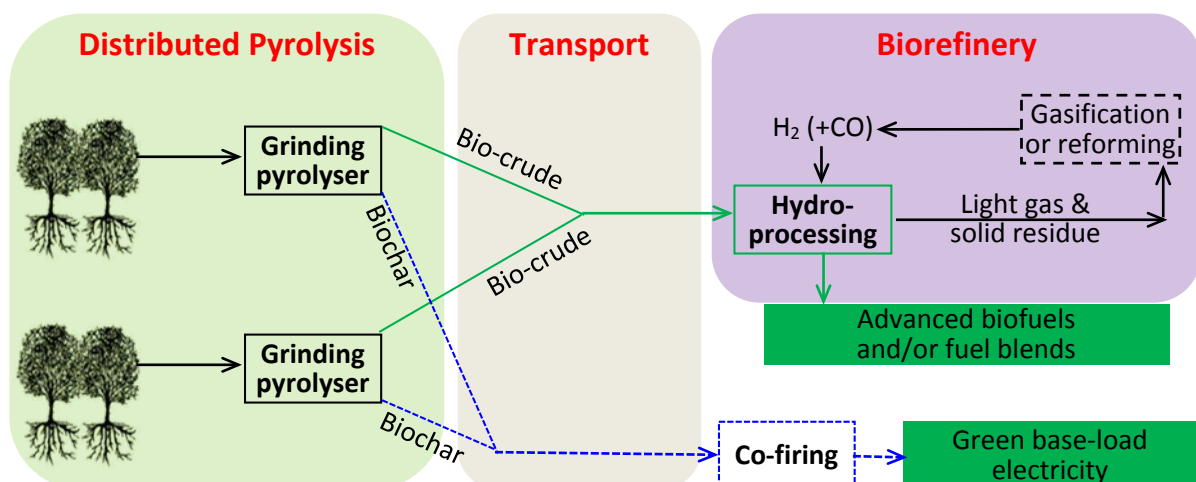 Distributed Pyrolysis
Transport
Biorefinery
Grinding
pyrolyser
Bio-crude
Biochar
H₂ (+CO)
Gasification
or reforming
Hydro-
processing
Light gas &
solid residue
Bio-crude
Grinding
pyrolyser
Biochar
Advanced biofuels
and/or fuel blends
Co-firing
Green base-load
electricity